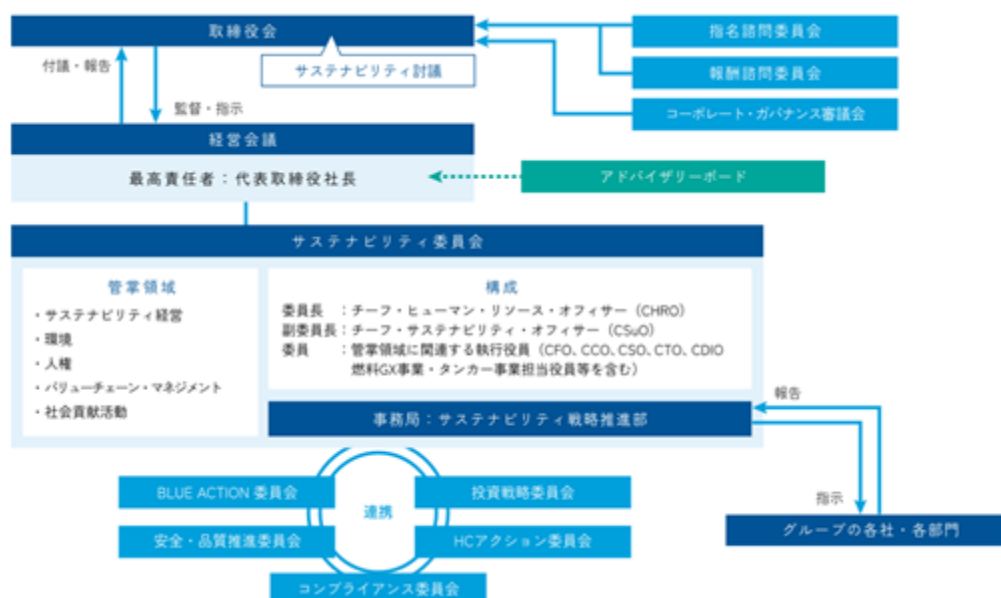 取締役会
サステナビリティ討議
指名諮問委員会
報酬諮問委員会
コーポレート・ガバナンス審議会
付議・報告
監督・指示
経営会議
最高責任者：代表取締役社長
アドバイザリーボード
サステナビリティ委員会
管掌領域
・サステナビリティ経営
・環境
・人権
・バリューチェーン・マネジメント
・社会貢献活動
構成
委員長　：チーフ・ヒューマン・リソース・オフィサー（CHRO）
副委員長：チーフ・サステナビリティ・オフィサー（CSuO）
委員　　：管掌領域に関連する執行役員（CFO、CCO、CSO、CTO、CDIO
燃料GX事業・タンカー事業担当役員等を含む）
事務局：サステナビリティ戦略推進部
報告
指示
グループの各社・各部門
連携
BLUE ACTION 委員会
投資戦略委員会
安全・品質推進委員会
HCアクション委員会
コンプライアンス委員会